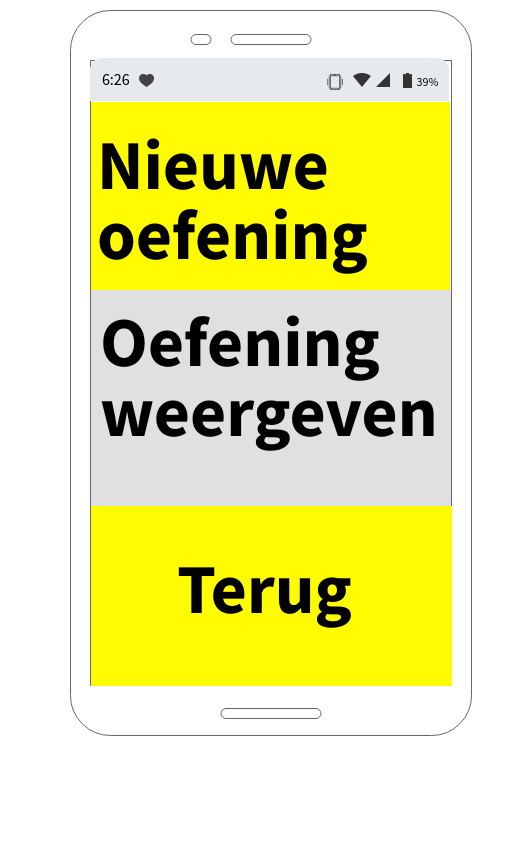 6:26 39%
Nieuwe
oefening
Oefening
weergeven
Terug